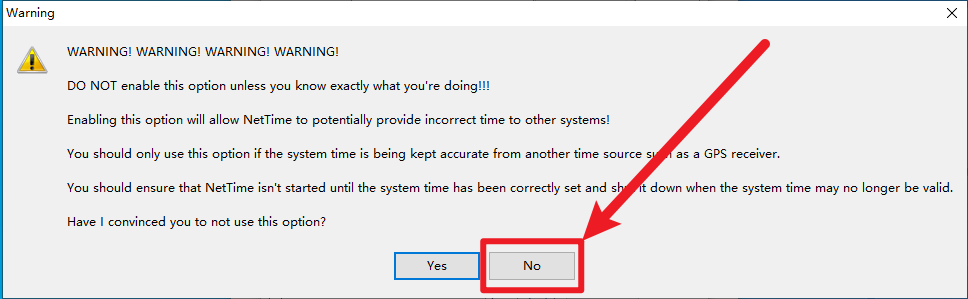 Warning
WARNING! WARNING! WARNING! WARNING!
DO NOT enable this option unless you know exactly what you're doing!!!
Enabling this option will allow NetTime to potentially provide incorrect time to other systems!
You should only use this option if the system time is being kept accurate from another time source such as a GPS receiver.
You should ensure that NetTime isn't started until the system time has been correctly set and shut it down when the system time may no longer be valid.
Have I convinced you to not use this option?
Yes No